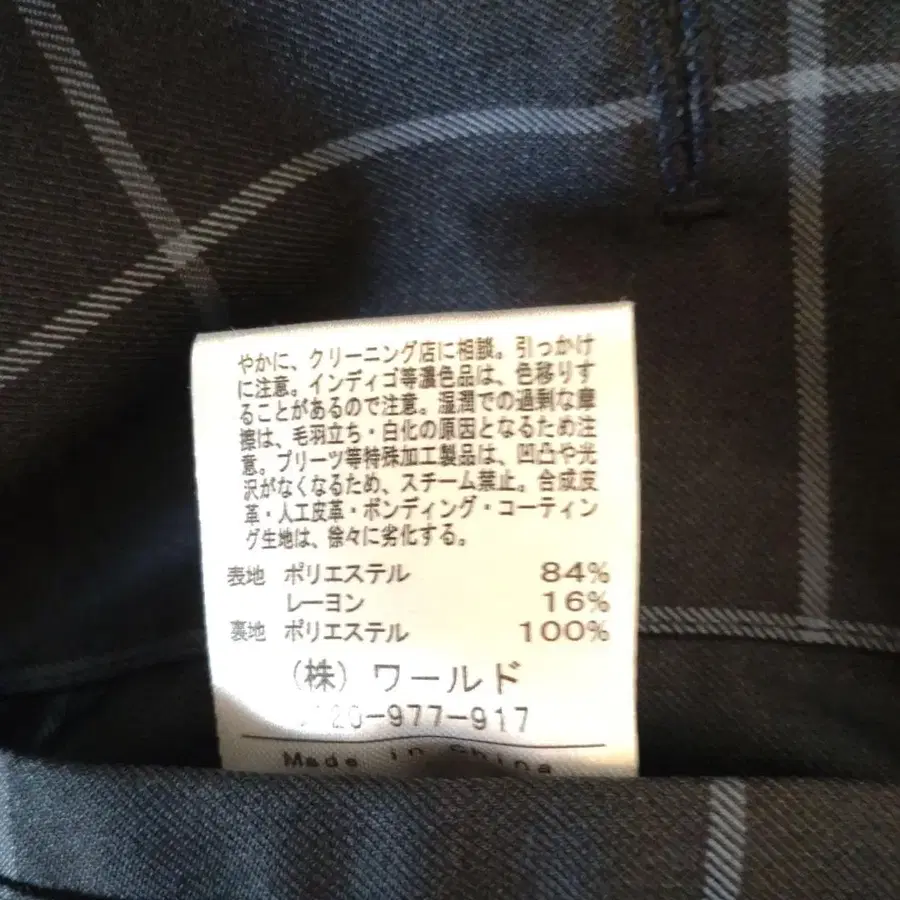 やかに、クリーニング店に相談。引っかけ
に注意。インディゴ等濃色品は、色移りす
ることがあるので注意。湿潤での過剰な摩
擦は、毛羽立ち・白化の原因となるため注
意。プリーツ等特殊加工製品は、凹凸や光
沢がなくなるため、スチーム禁止。合成皮
革・人工皮革・ボンディング・コーティン
グ生地は、徐々に劣化する。
表地 ポリエステル 84%
レーヨン 16%
裏地 ポリエステル 100%
(株) ワールド
0120-977-917
Made in China